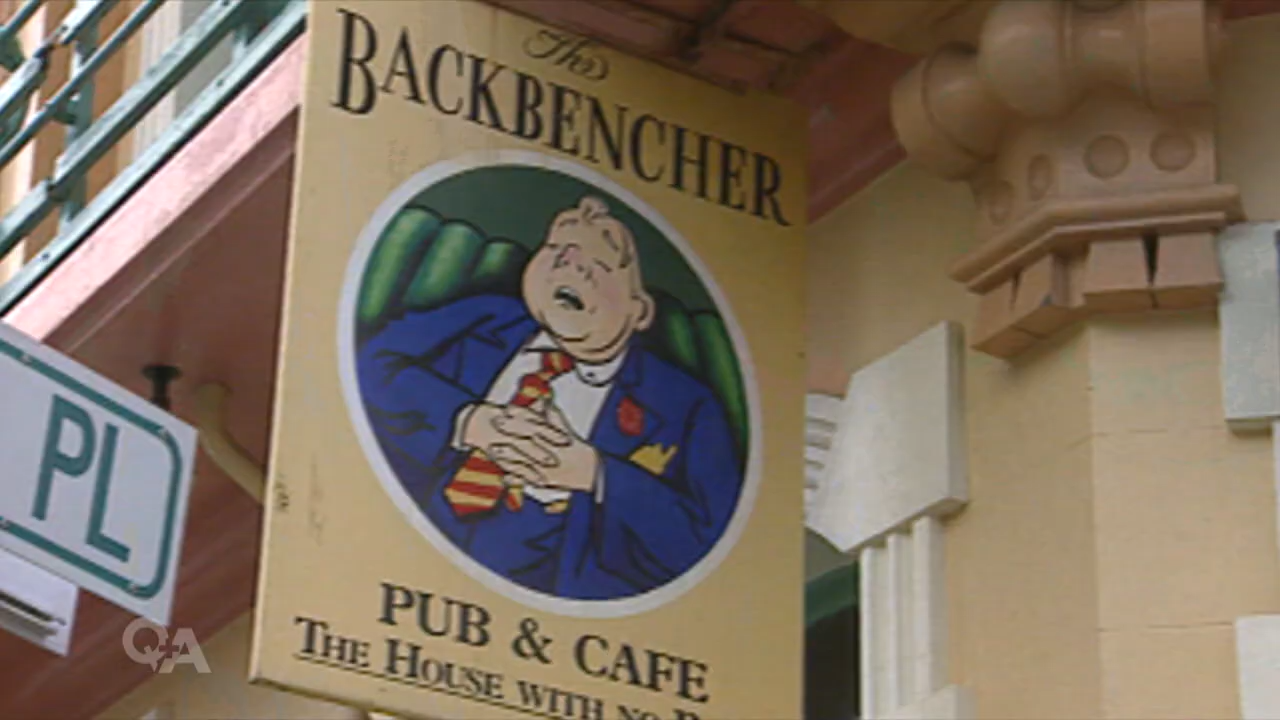 The
BACKBENCHER
PUB & CAFE
THE HOUSE WITH NO
PL
Q+A